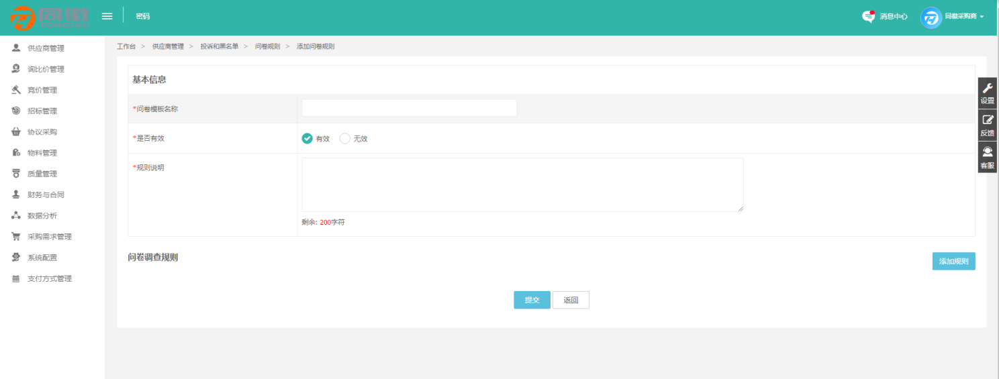 同徽
TONGHUI
密码
消息中心
同徽采购商
供应商管理
询比价管理
竞价管理
招标管理
协议采购
物料管理
质量管理
财务与合同
数据分析
采购需求管理
系统配置
支付方式管理
工作台 > 供应商管理 > 投诉和黑名单 > 问卷规则 > 添加问卷规则
基本信息
*问卷模板名称
*是否有效
有效 无效
*规则说明
剩余: 200字符
问卷调查规则
添加规则
提交 返回
设置
反馈
客服